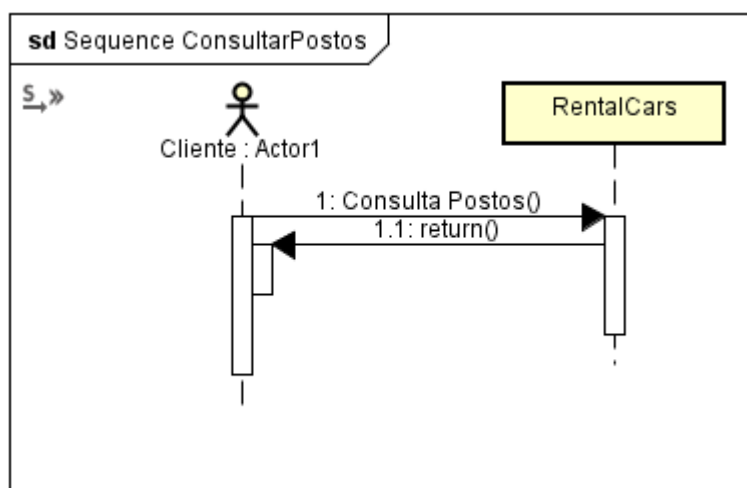 sd Sequence ConsultarPostos
S
Cliente : Actor1
RentalCars
1: Consulta Postos()
1.1: return()